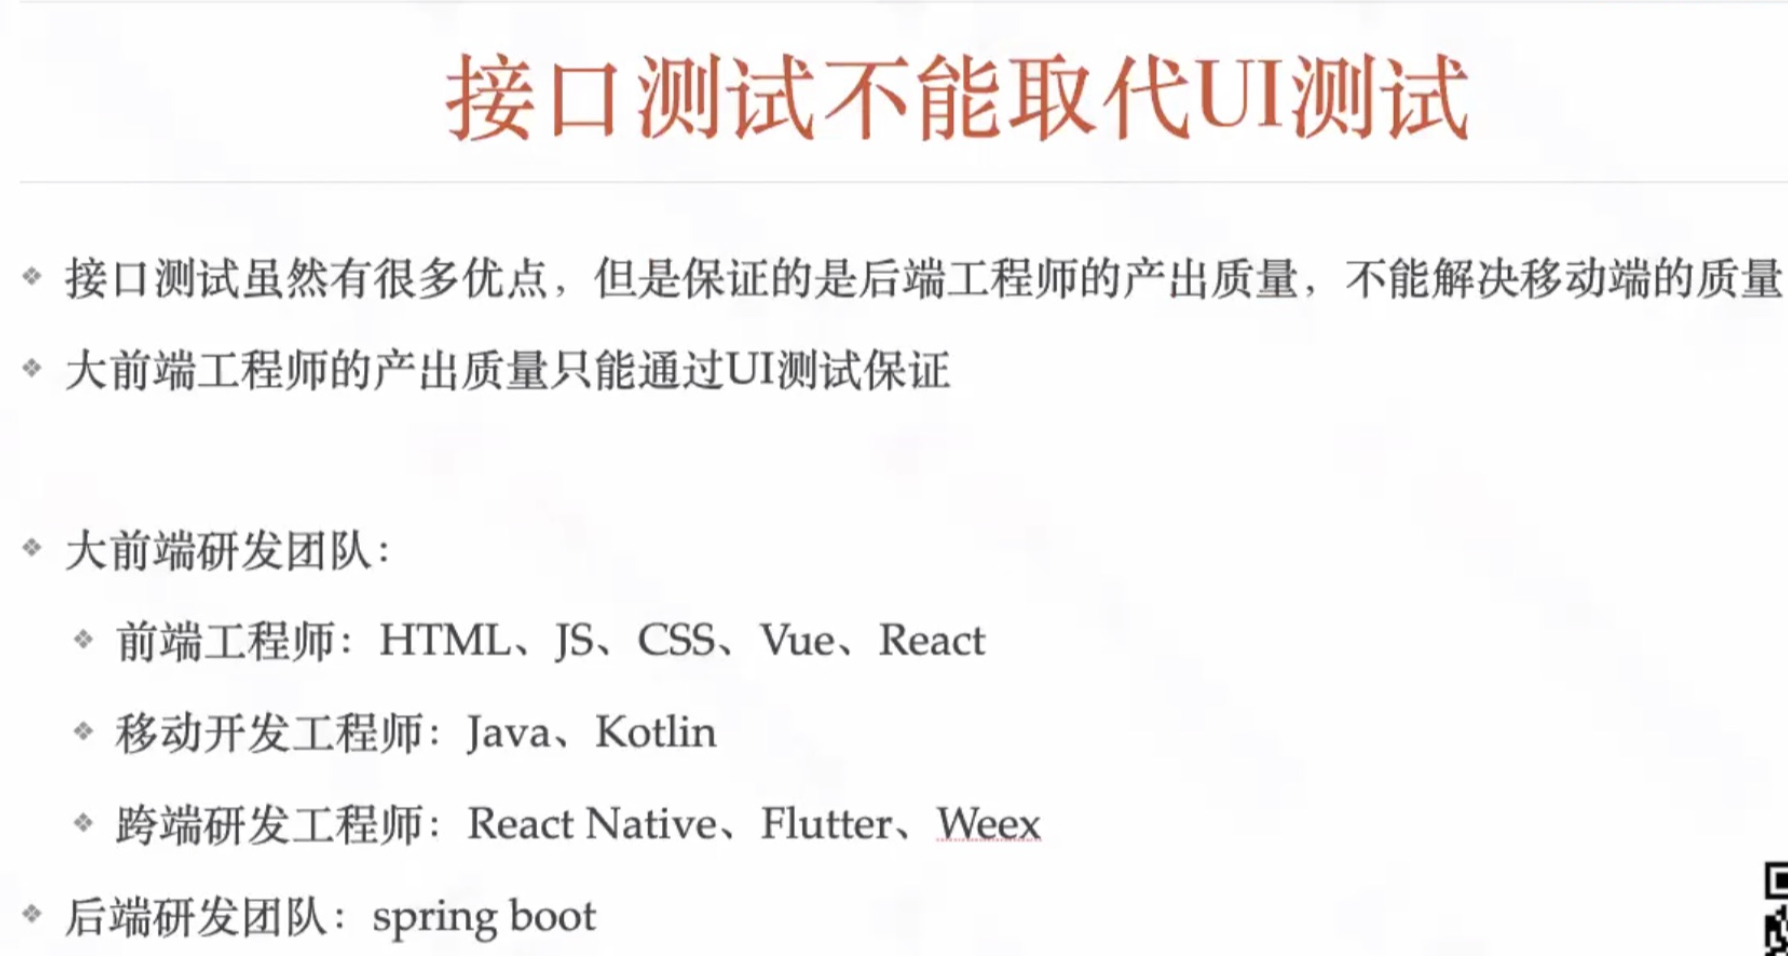 接口测试不能取代UI测试
接口测试虽然有很多优点，但是保证的是后端工程师的产出质量，不能解决移动端的质量
大前端工程师的产出质量只能通过UI测试保证
大前端研发团队：
前端工程师：HTML、JS、CSS、Vue、React
移动开发工程师：Java、Kotlin
跨端研发工程师：React Native、Flutter、Weex
后端研发团队：spring boot